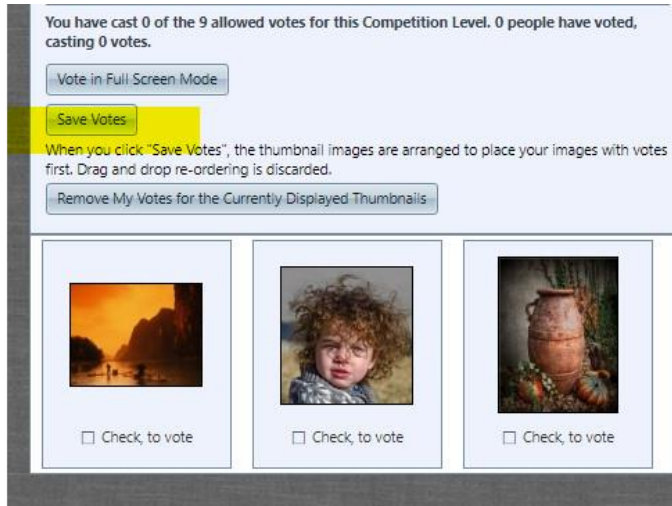 You have cast 0 of the 9 allowed votes for this Competition Level. 0 people have voted,
casting 0 votes.
Vote in Full Screen Mode
Save Votes
When you click "Save Votes", the thumbnail images are arranged to place your images with votes
first. Drag and drop re-ordering is discarded.
Remove My Votes for the Currently Displayed Thumbnails
Check, to vote
Check, to vote
Check, to vote